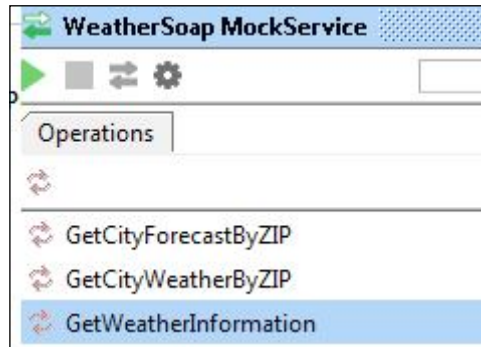 WeatherSoap MockService
Operations
GetCityForecastByZIP
GetCityWeatherByZIP
GetWeatherInformation